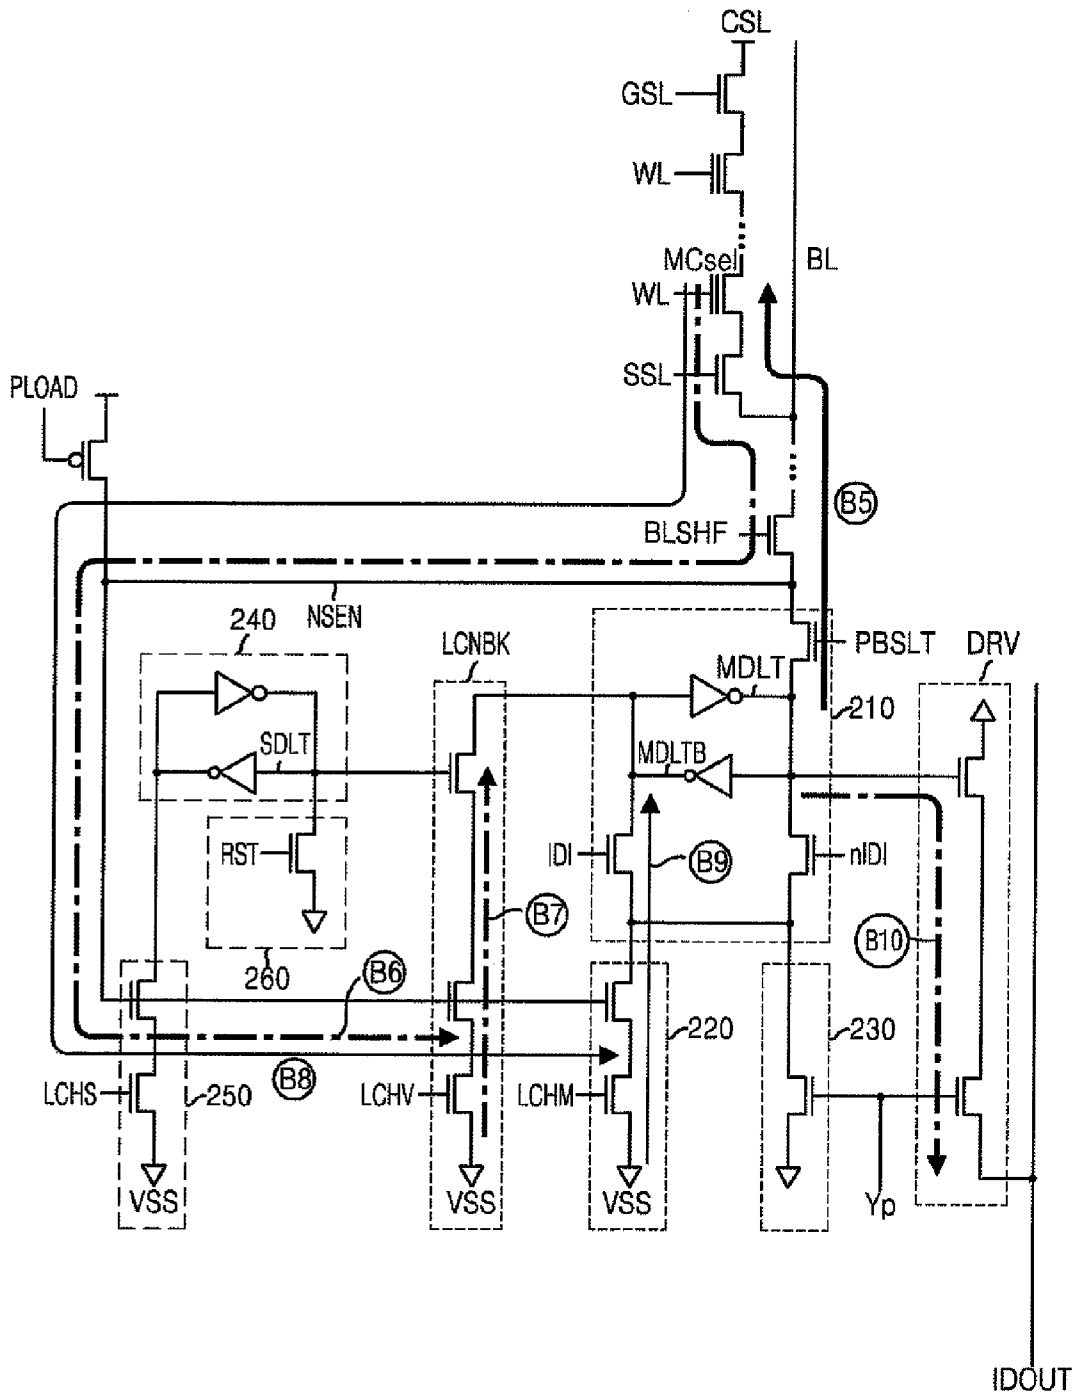 CSL
GSL
WL
MCsel
BL
WL
SSL
PLOAD
B5
BLSHF
NSEN
240
LCNBK
PBSLT
DRV
MDLT
210
SDLT
MDLTB
RST
IDI
B9
nIDI
B7
B10
260
B6
220
230
B8
LCHS
250
LCHV
LCHM
VSS
VSS
VSS
Yp
IDOUT